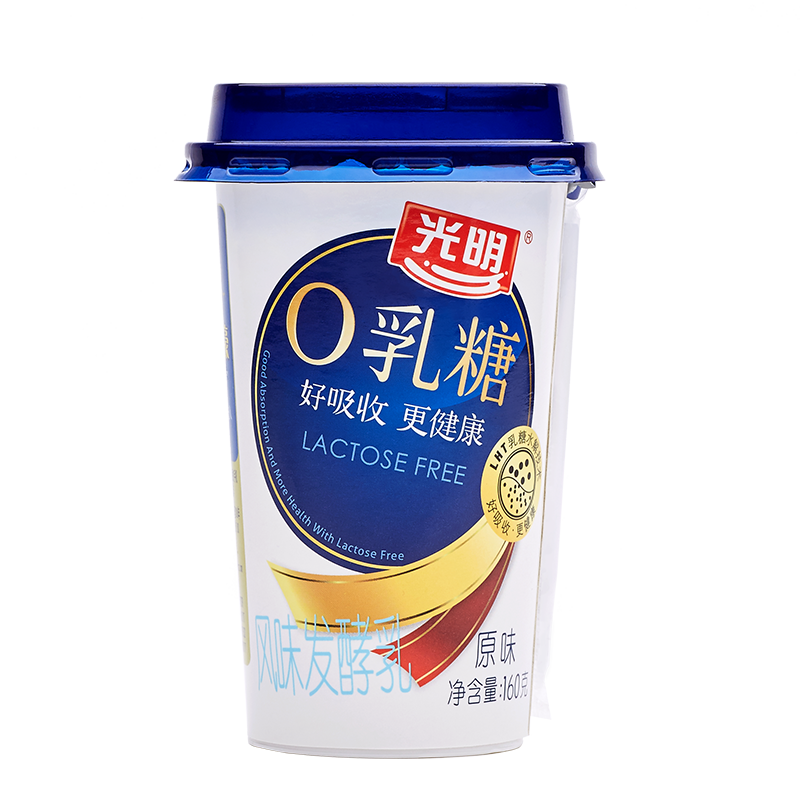 光明
®
0乳糖
好吸收 更健康
LACTOSE FREE
Good Absorption And More Health With Lactose Free
LHT乳糖水解技术
好吸收·更健康
风味发酵乳
原味
净含量:160克